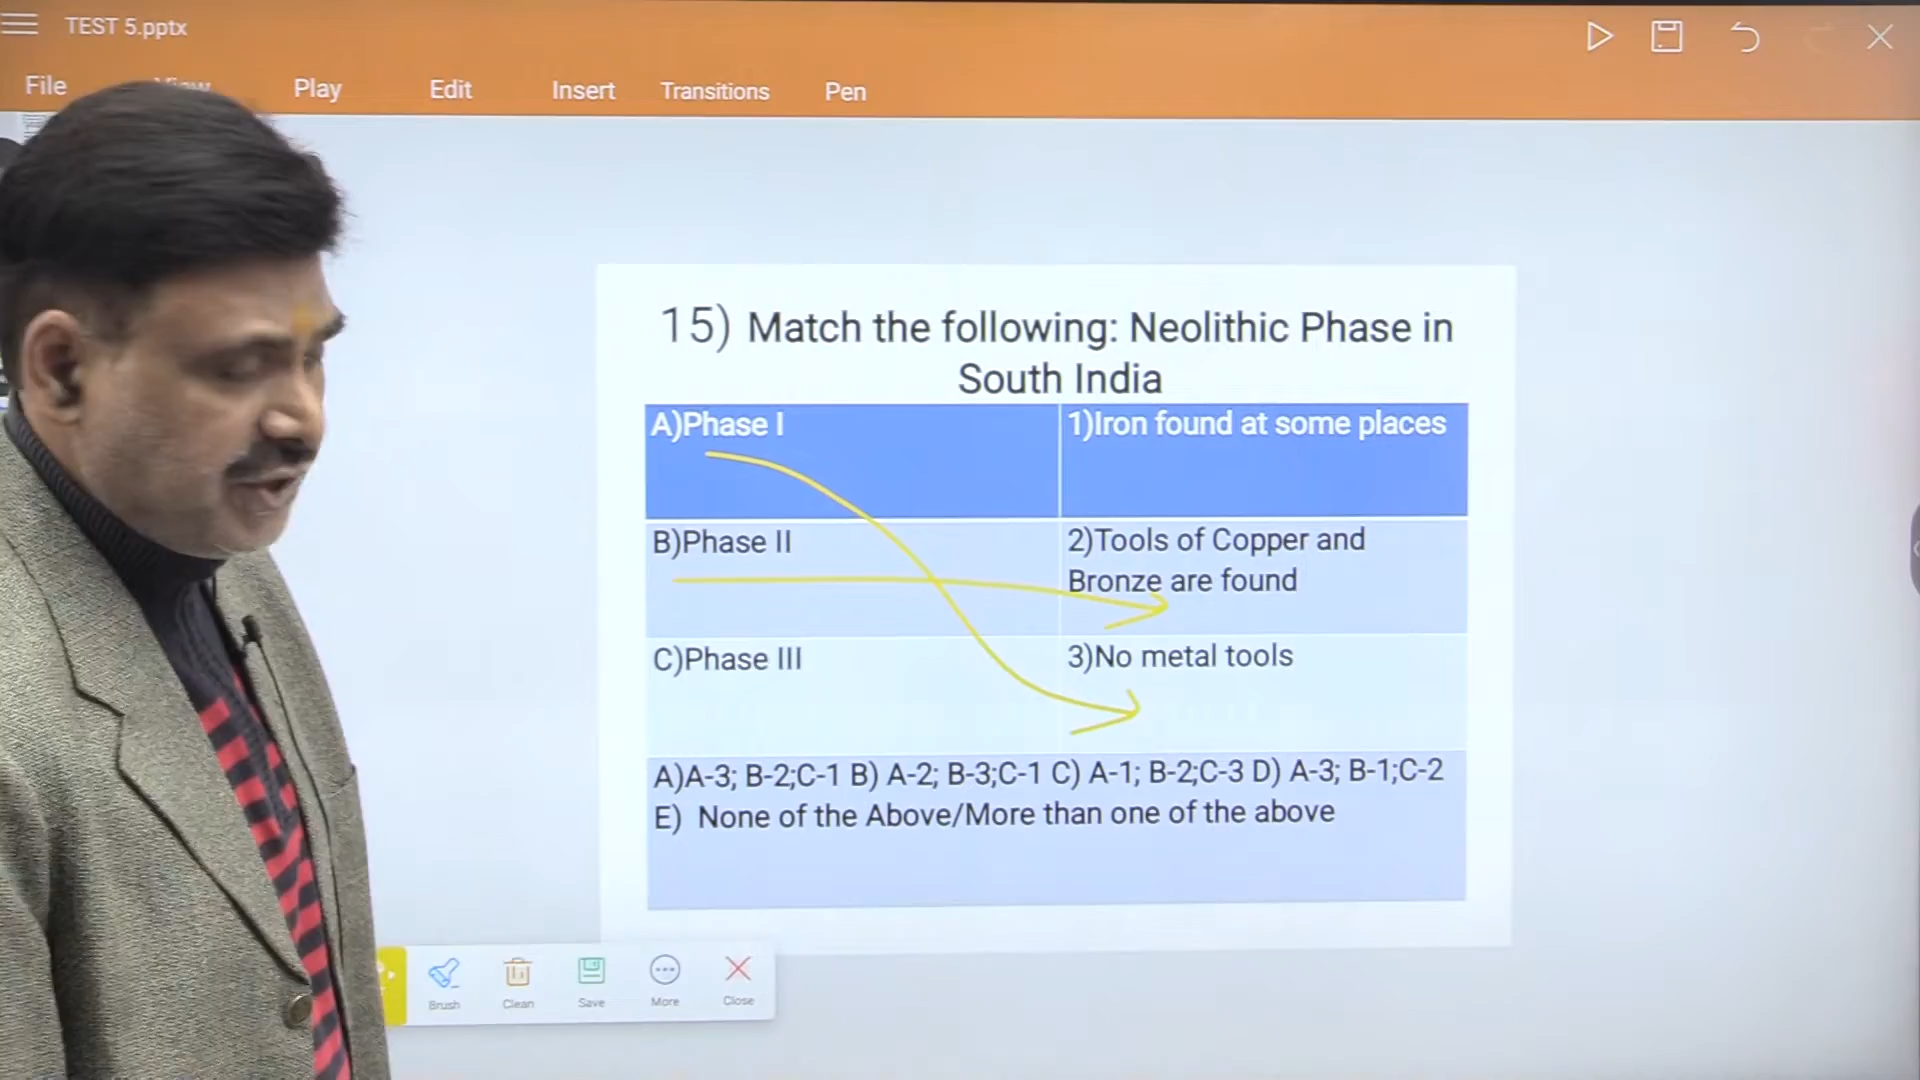 TEST 5.pptx
File View Play Edit Insert Transitions Pen
15) Match the following: Neolithic Phase in
South India
A)Phase I
1)Iron found at some places
B)Phase II
2)Tools of Copper and
Bronze are found
C)Phase III
3)No metal tools
A)A-3; B-2;C-1 B) A-2; B-3;C-1 C) A-1; B-2;C-3 D) A-3; B-1;C-2
E) None of the Above/More than one of the above
Brush Clean Save More Close